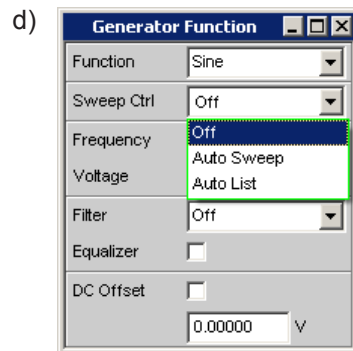 d)
Generator Function
Function Sine
Sweep Ctrl Off
Frequency Off
Auto Sweep
Voltage Auto List
Filter Off
Equalizer
DC Offset
0.00000 V